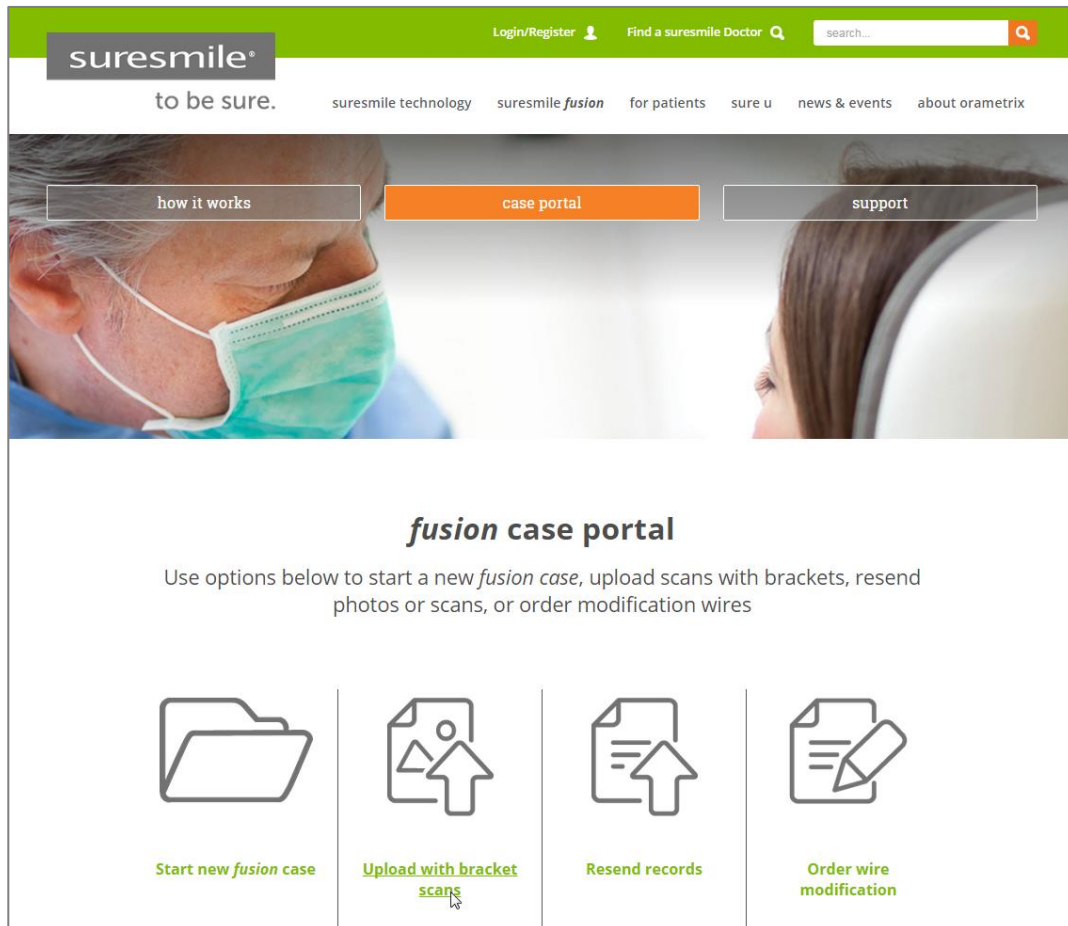 Login/Register Find a suresmile Doctor search...
suresmile®
to be sure.
suresmile technology suresmile fusion for patients sure u news & events about orametrix
how it works case portal support
fusion case portal
Use options below to start a new fusion case, upload scans with brackets, resend
photos or scans, or order modification wires
Start new fusion case
Upload with bracket
scans
Resend records
Order wire
modification